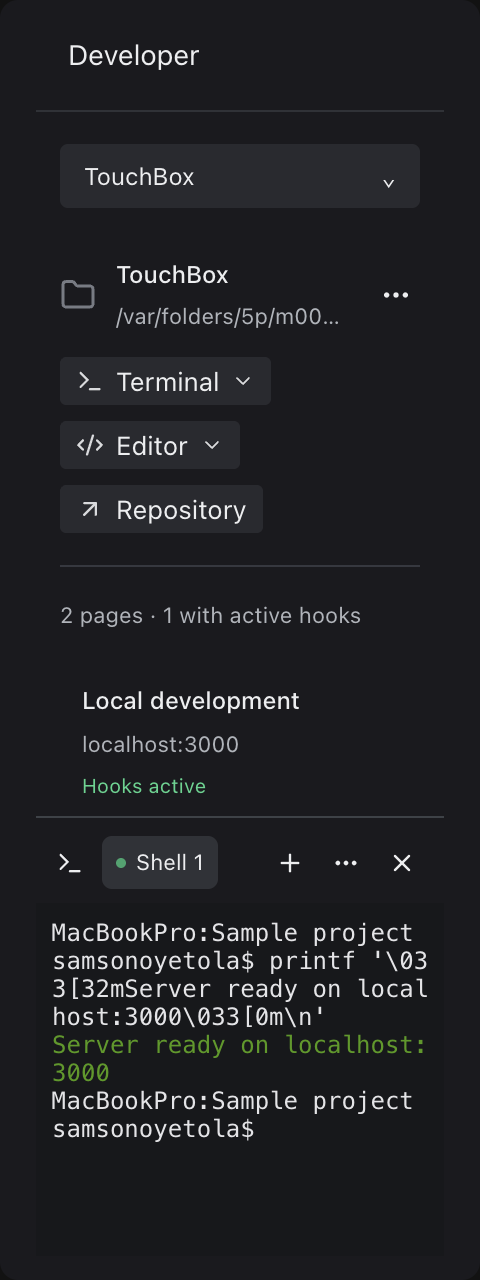 Developer
TouchBox
TouchBox
/var/folders/5p/m00...
Terminal
Editor
Repository
2 pages · 1 with active hooks
Local development
localhost:3000
Hooks active
Shell 1
MacBookPro:Sample project
samsonoyetola$ printf '\03
3[32mServer ready on local
host:3000\033[0m\n'
Server ready on localhost:
3000
MacBookPro:Sample project
samsonoyetola$